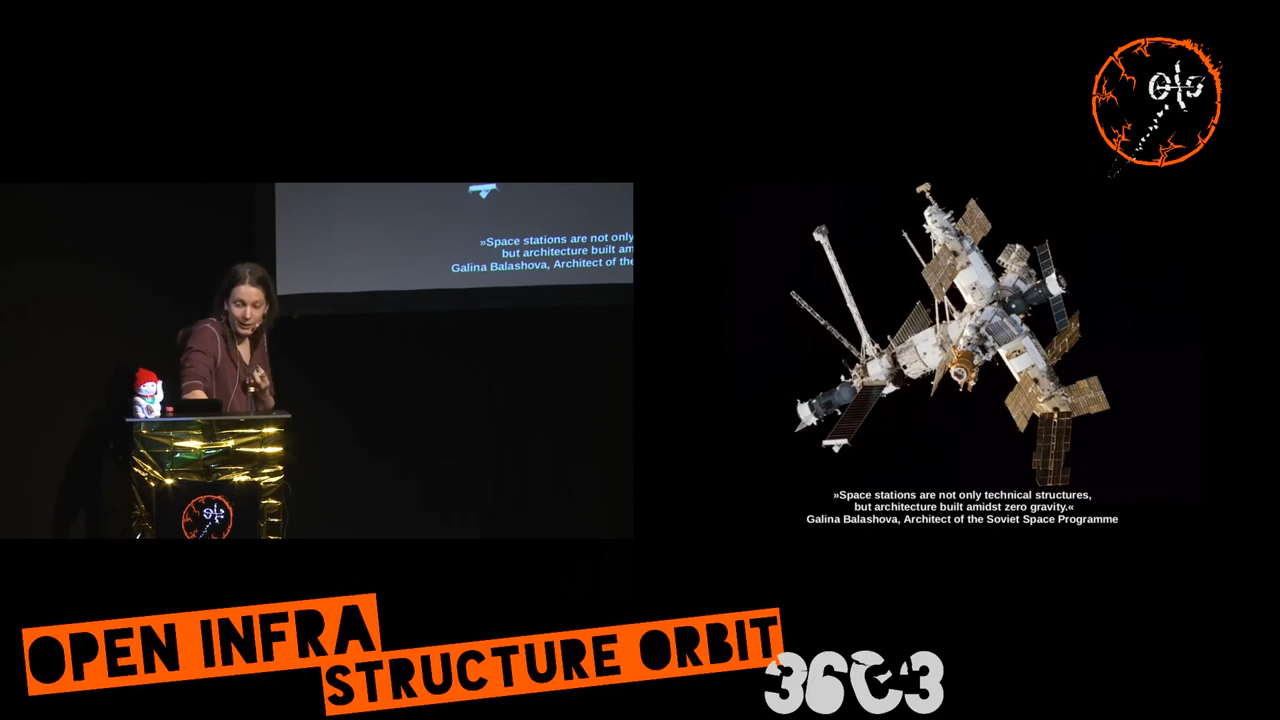 oio
»Space stations are not only
but architecture built am
Galina Balashova, Architect of the
»Space stations are not only technical structures,
but architecture built amidst zero gravity.«
Galina Balashova, Architect of the Soviet Space Programme
OPEN INFRA
STRUCTURE ORBIT
36C3